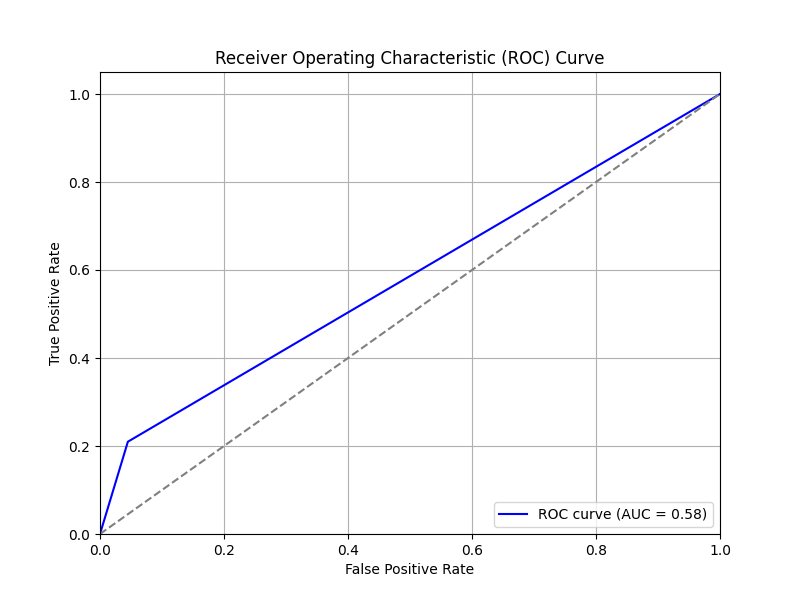 Receiver Operating Characteristic (ROC) Curve
True Positive Rate
1.0
0.8
0.6
0.4
0.2
0.0
ROC curve (AUC = 0.58)
0.0 0.2 0.4 0.6 0.8 1.0
False Positive Rate